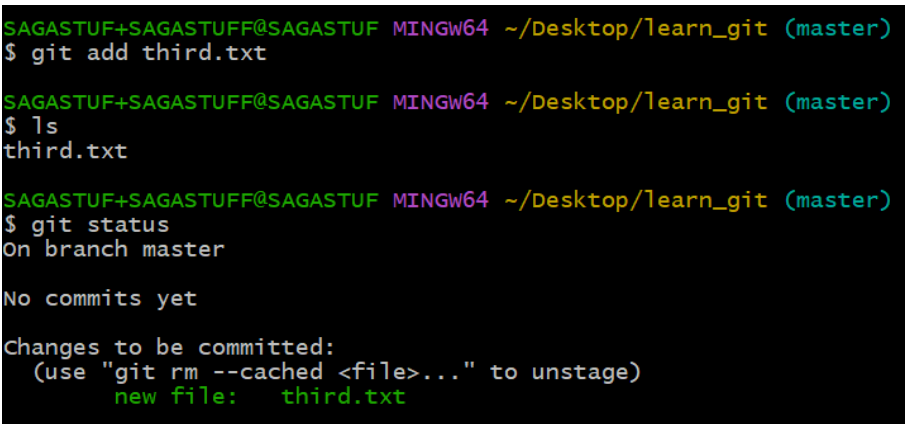 SAGASTUF+SAGASTUFF@SAGASTUF MINGW64 ~/Desktop/learn_git (master)
$ git add third.txt
SAGASTUF+SAGASTUFF@SAGASTUF MINGW64 ~/Desktop/learn_git (master)
$ ls
third.txt
SAGASTUF+SAGASTUFF@SAGASTUF MINGW64 ~/Desktop/learn_git (master)
$ git status
On branch master
No commits yet
Changes to be committed:
  (use "git rm --cached <file>..." to unstage)
        new file:   third.txt